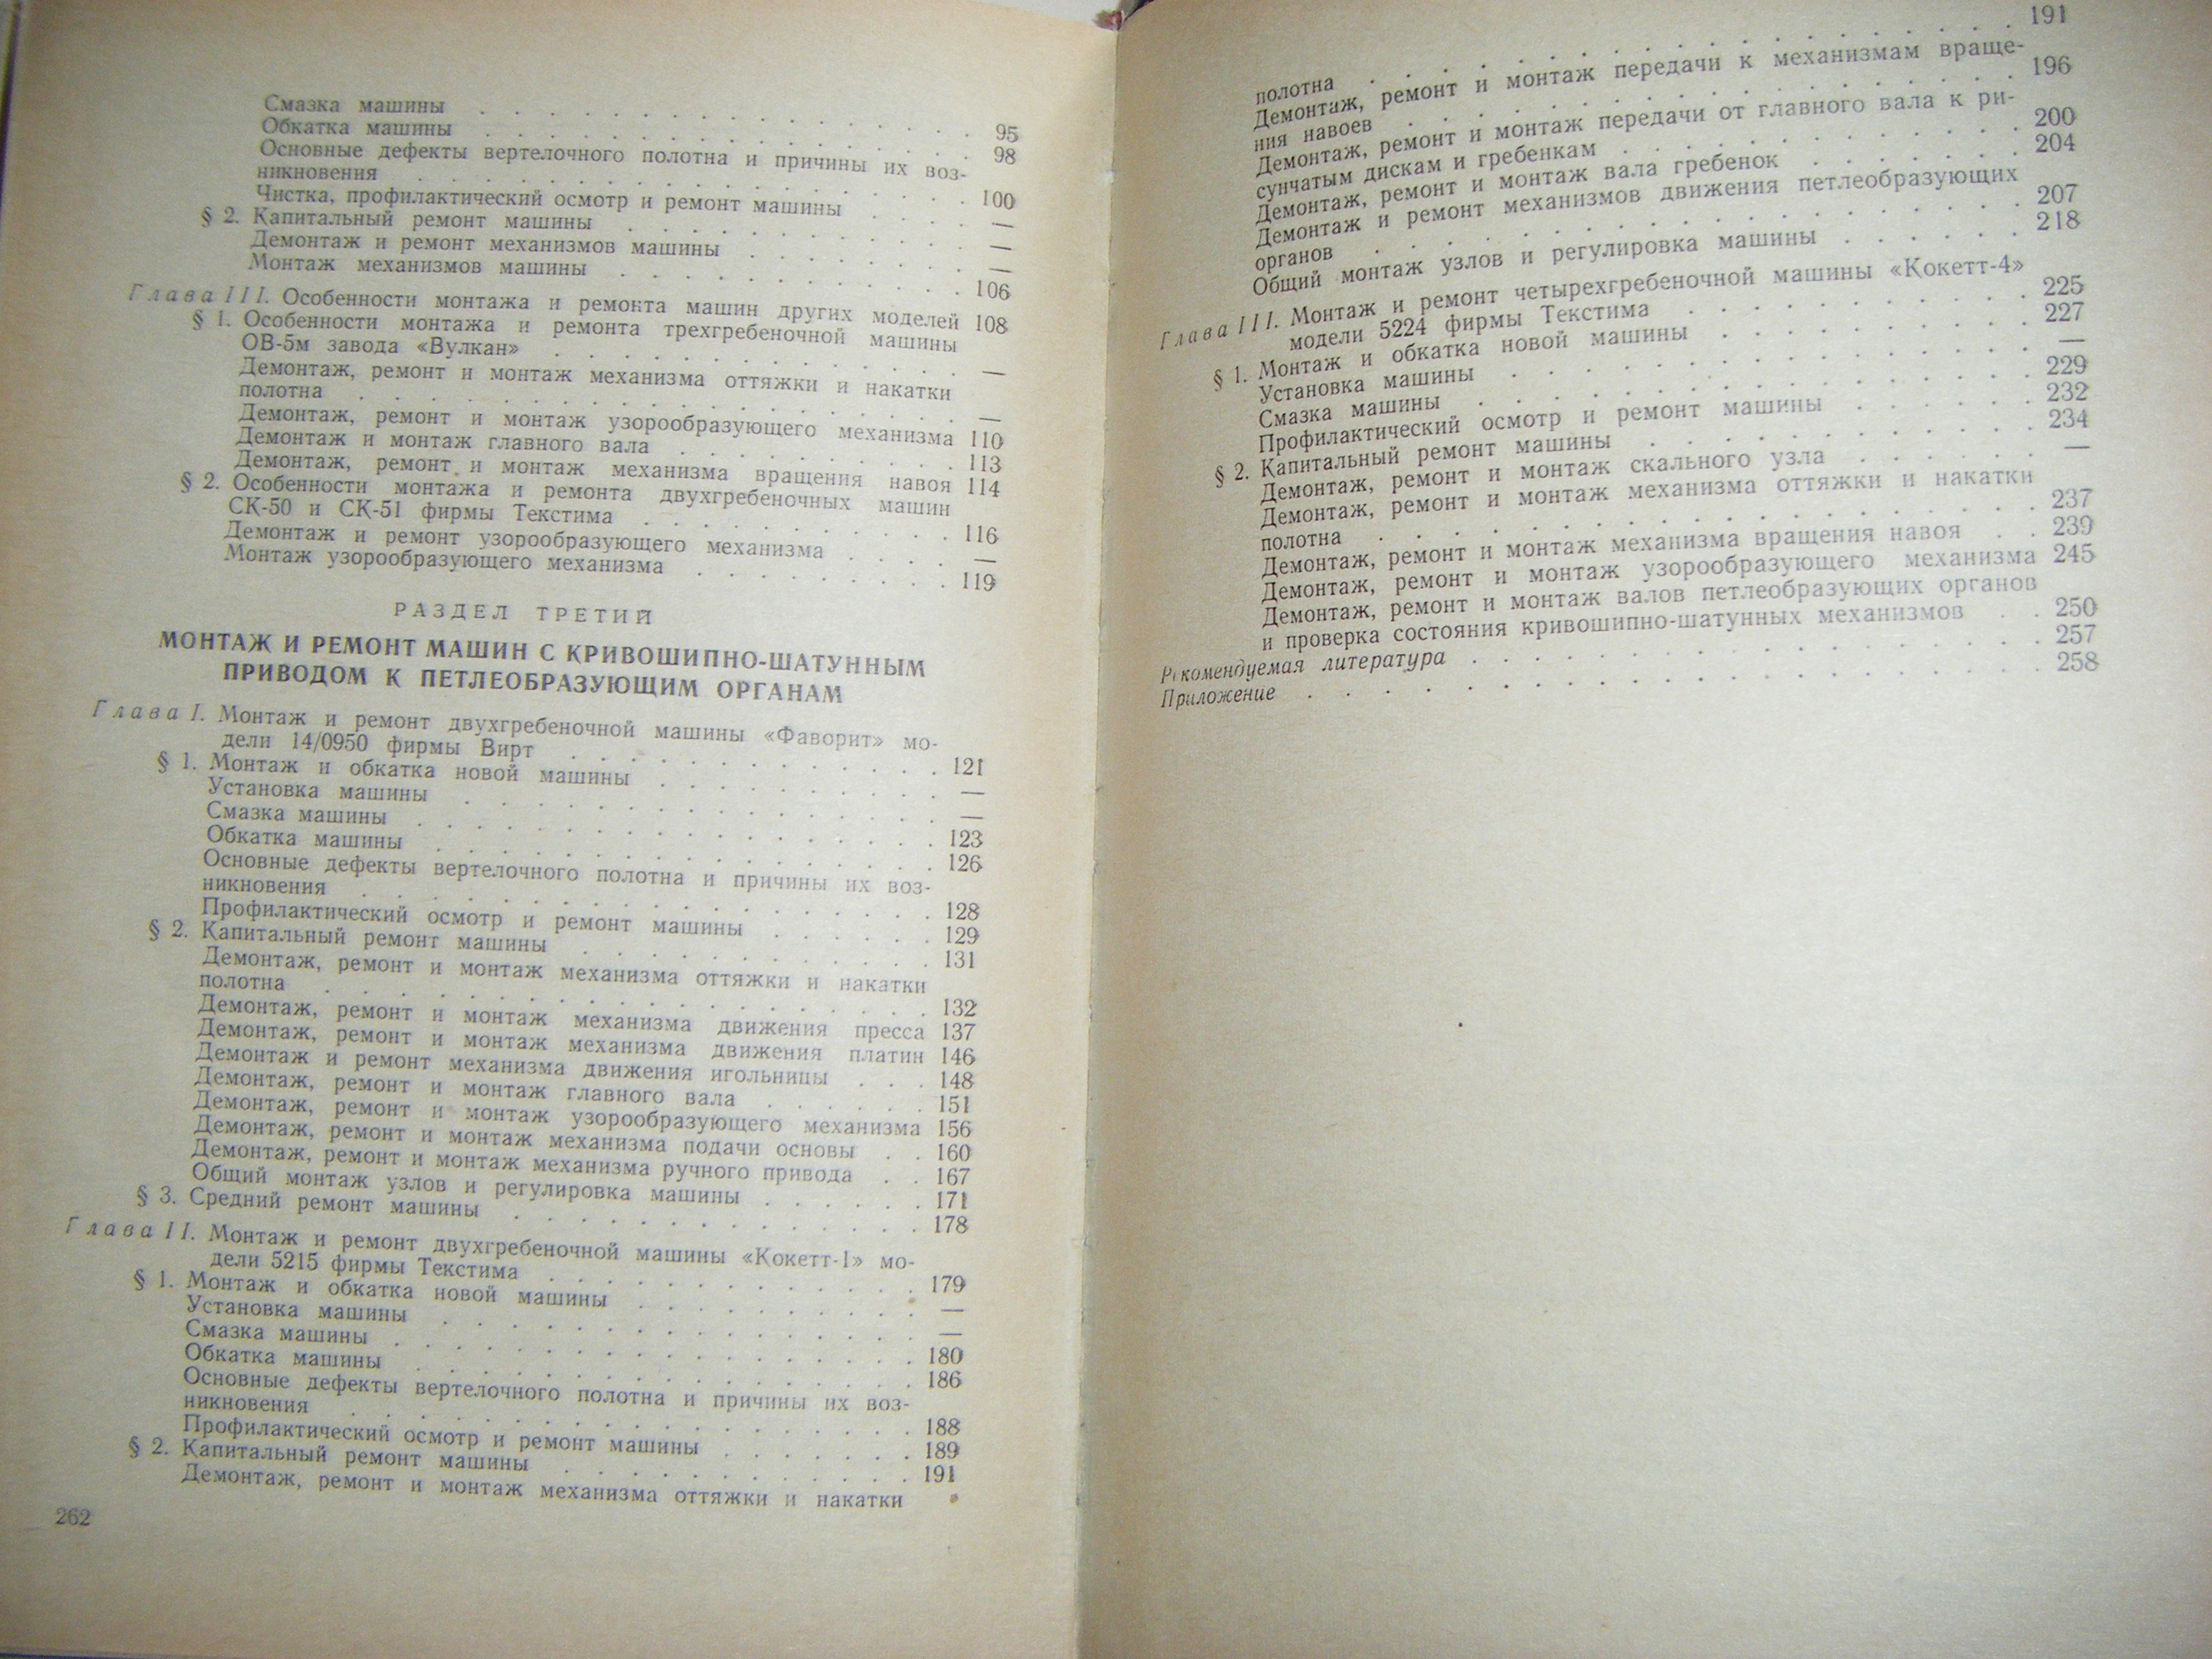 Смазка машины . . . . . . . . . . . . . . . 95
Обкатка машины . . . . . . . . . . . . . . . 98
Основные дефекты вертелочного полотна и причины их воз-
никновения . . . . . . . . . . . . . . . 100
Чистка, профилактический осмотр и ремонт машины . . . . —
§ 2. Капитальный ремонт машины . . . . . . . . . . —
Демонтаж и ремонт механизмов машины . . . . . . . —
Монтаж механизмов машины . . . . . . . . . . 106
Глава III. Особенности монтажа и ремонта машин других моделей 108
§ 1. Особенности монтажа и ремонта трехгребеночной машины
ОВ-5м завода «Вулкан» . . . . . . . . . . . —
Демонтаж, ремонт и монтаж механизма оттяжки и накатки
полотна . . . . . . . . . . . . . . . —
Демонтаж, ремонт и монтаж узорообразующего механизма 110
Демонтаж и монтаж главного вала . . . . . . . . . 113
Демонтаж, ремонт и монтаж механизма вращения навоя 114
§ 2. Особенности монтажа и ремонта двухгребеночных машин
СК-50 и СК-51 фирмы Текстима . . . . . . . . . 116
Демонтаж и ремонт узорообразующего механизма . . . . —
Монтаж узорообразующего механизма . . . . . . . . 119
РАЗДЕЛ ТРЕТИЙ
МОНТАЖ И РЕМОНТ МАШИН С КРИВОШИПНО-ШАТУННЫМ
ПРИВОДОМ К ПЕТЛЕОБРАЗУЮЩИМ ОРГАНАМ
Глава I. Монтаж и ремонт двухгребеночной машины «Фаворит» мо-
дели 14/0950 фирмы Вирт . . . . . . . . . . . 121
§ 1. Монтаж и обкатка новой машины . . . . . . . . . —
Установка машины . . . . . . . . . . . . . —
Смазка машины . . . . . . . . . . . . . . 123
Обкатка машины . . . . . . . . . . . . . . 126
Основные дефекты вертелочного полотна и причины их воз-
никновения . . . . . . . . . . . . . . . 128
Профилактический осмотр и ремонт машины . . . . . . 129
§ 2. Капитальный ремонт машины . . . . . . . . . . 131
Демонтаж, ремонт и монтаж механизма оттяжки и накатки
полотна . . . . . . . . . . . . . . . 132
Демонтаж, ремонт и монтаж механизма движения пресса 137
Демонтаж, ремонт и монтаж механизма движения платин 146
Демонтаж и ремонт механизма движения игольницы . . . 148
Демонтаж, ремонт и монтаж главного вала . . . . . . 151
Демонтаж, ремонт и монтаж узорообразующего механизма 156
Демонтаж, ремонт и монтаж механизма подачи основы . . 160
Демонтаж, ремонт и монтаж механизма ручного привода . . 167
Общий монтаж узлов и регулировка машины . . . . . . 171
§ 3. Средний ремонт машины . . . . . . . . . . . . 178
Глава II. Монтаж и ремонт двухгребеночной машины «Кокетт-1» мо-
дели 5215 фирмы Текстима . . . . . . . . . . . 179
§ 1. Монтаж и обкатка новой машины . . . . . . . . . —
Установка машины . . . . . . . . . . . . . —
Смазка машины . . . . . . . . . . . . . . 180
Обкатка машины . . . . . . . . . . . . . . 186
Основные дефекты вертелочного полотна и причины их воз-
никновения . . . . . . . . . . . . . . . 188
Профилактический осмотр и ремонт машины . . . . . . 189
§ 2. Капитальный ремонт машины . . . . . . . . . . 191
Демонтаж, ремонт и монтаж механизма оттяжки и накатки
262
полотна . . . . . . . . . . . . . . . 191
Демонтаж, ремонт и монтаж передачи к механизмам враще-
ния навоев . . . . . . . . . . . . . . 196
Демонтаж, ремонт и монтаж передачи от главного вала к ри-
сунчатым дискам и гребенкам . . . . . . . . . 200
Демонтаж, ремонт и монтаж вала гребенок . . . . . . 204
Демонтаж и ремонт механизмов движения петлеобразующих
органов . . . . . . . . . . . . . . . 207
Общий монтаж узлов и регулировка машины . . . . . . 218
Глава III. Монтаж и ремонт четырехгребеночной машины «Кокетт-4»
модели 5224 фирмы Текстима . . . . . . . . . . 225
§ 1. Монтаж и обкатка новой машины . . . . . . . . . 227
Установка машины . . . . . . . . . . . . . —
Смазка машины . . . . . . . . . . . . . . 229
Профилактический осмотр и ремонт машины . . . . . . 232
§ 2. Капитальный ремонт машины . . . . . . . . . . 234
Демонтаж, ремонт и монтаж скального узла . . . . . . —
Демонтаж, ремонт и монтаж механизма оттяжки и накатки
полотна . . . . . . . . . . . . . . . 237
Демонтаж, ремонт и монтаж механизма вращения навоя . . 239
Демонтаж, ремонт и монтаж узорообразующего механизма 245
Демонтаж, ремонт и монтаж валов петлеобразующих органов
и проверка состояния кривошипно-шатунных механизмов . . 250
Рекомендуемая литература . . . . . . . . . . . . . 257
Приложение . . . . . . . . . . . . . . . . . 258